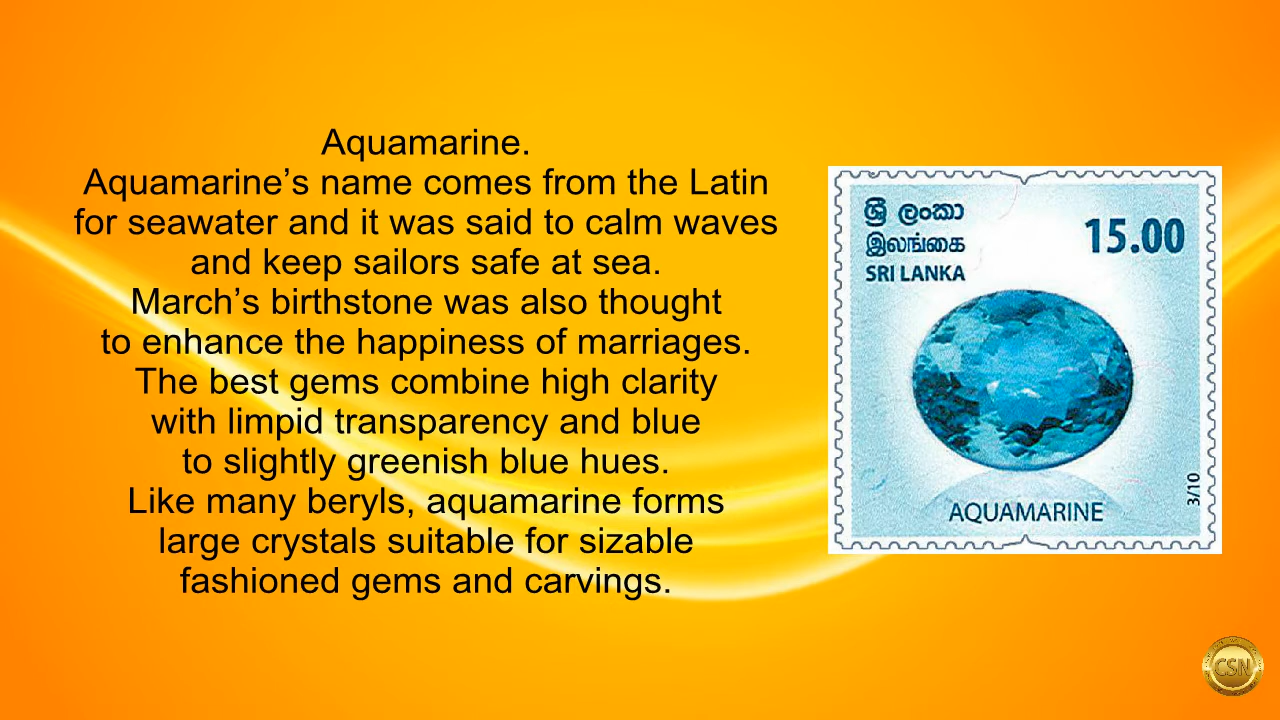 Aquamarine.
Aquamarine’s name comes from the Latin
for seawater and it was said to calm waves
and keep sailors safe at sea.
March’s birthstone was also thought
to enhance the happiness of marriages.
The best gems combine high clarity
with limpid transparency and blue
to slightly greenish blue hues.
Like many beryls, aquamarine forms
large crystals suitable for sizable
fashioned gems and carvings.
ශ්‍රී ලංකා
இலங்கை
SRI LANKA
15.00
AQUAMARINE
3/10
CSN